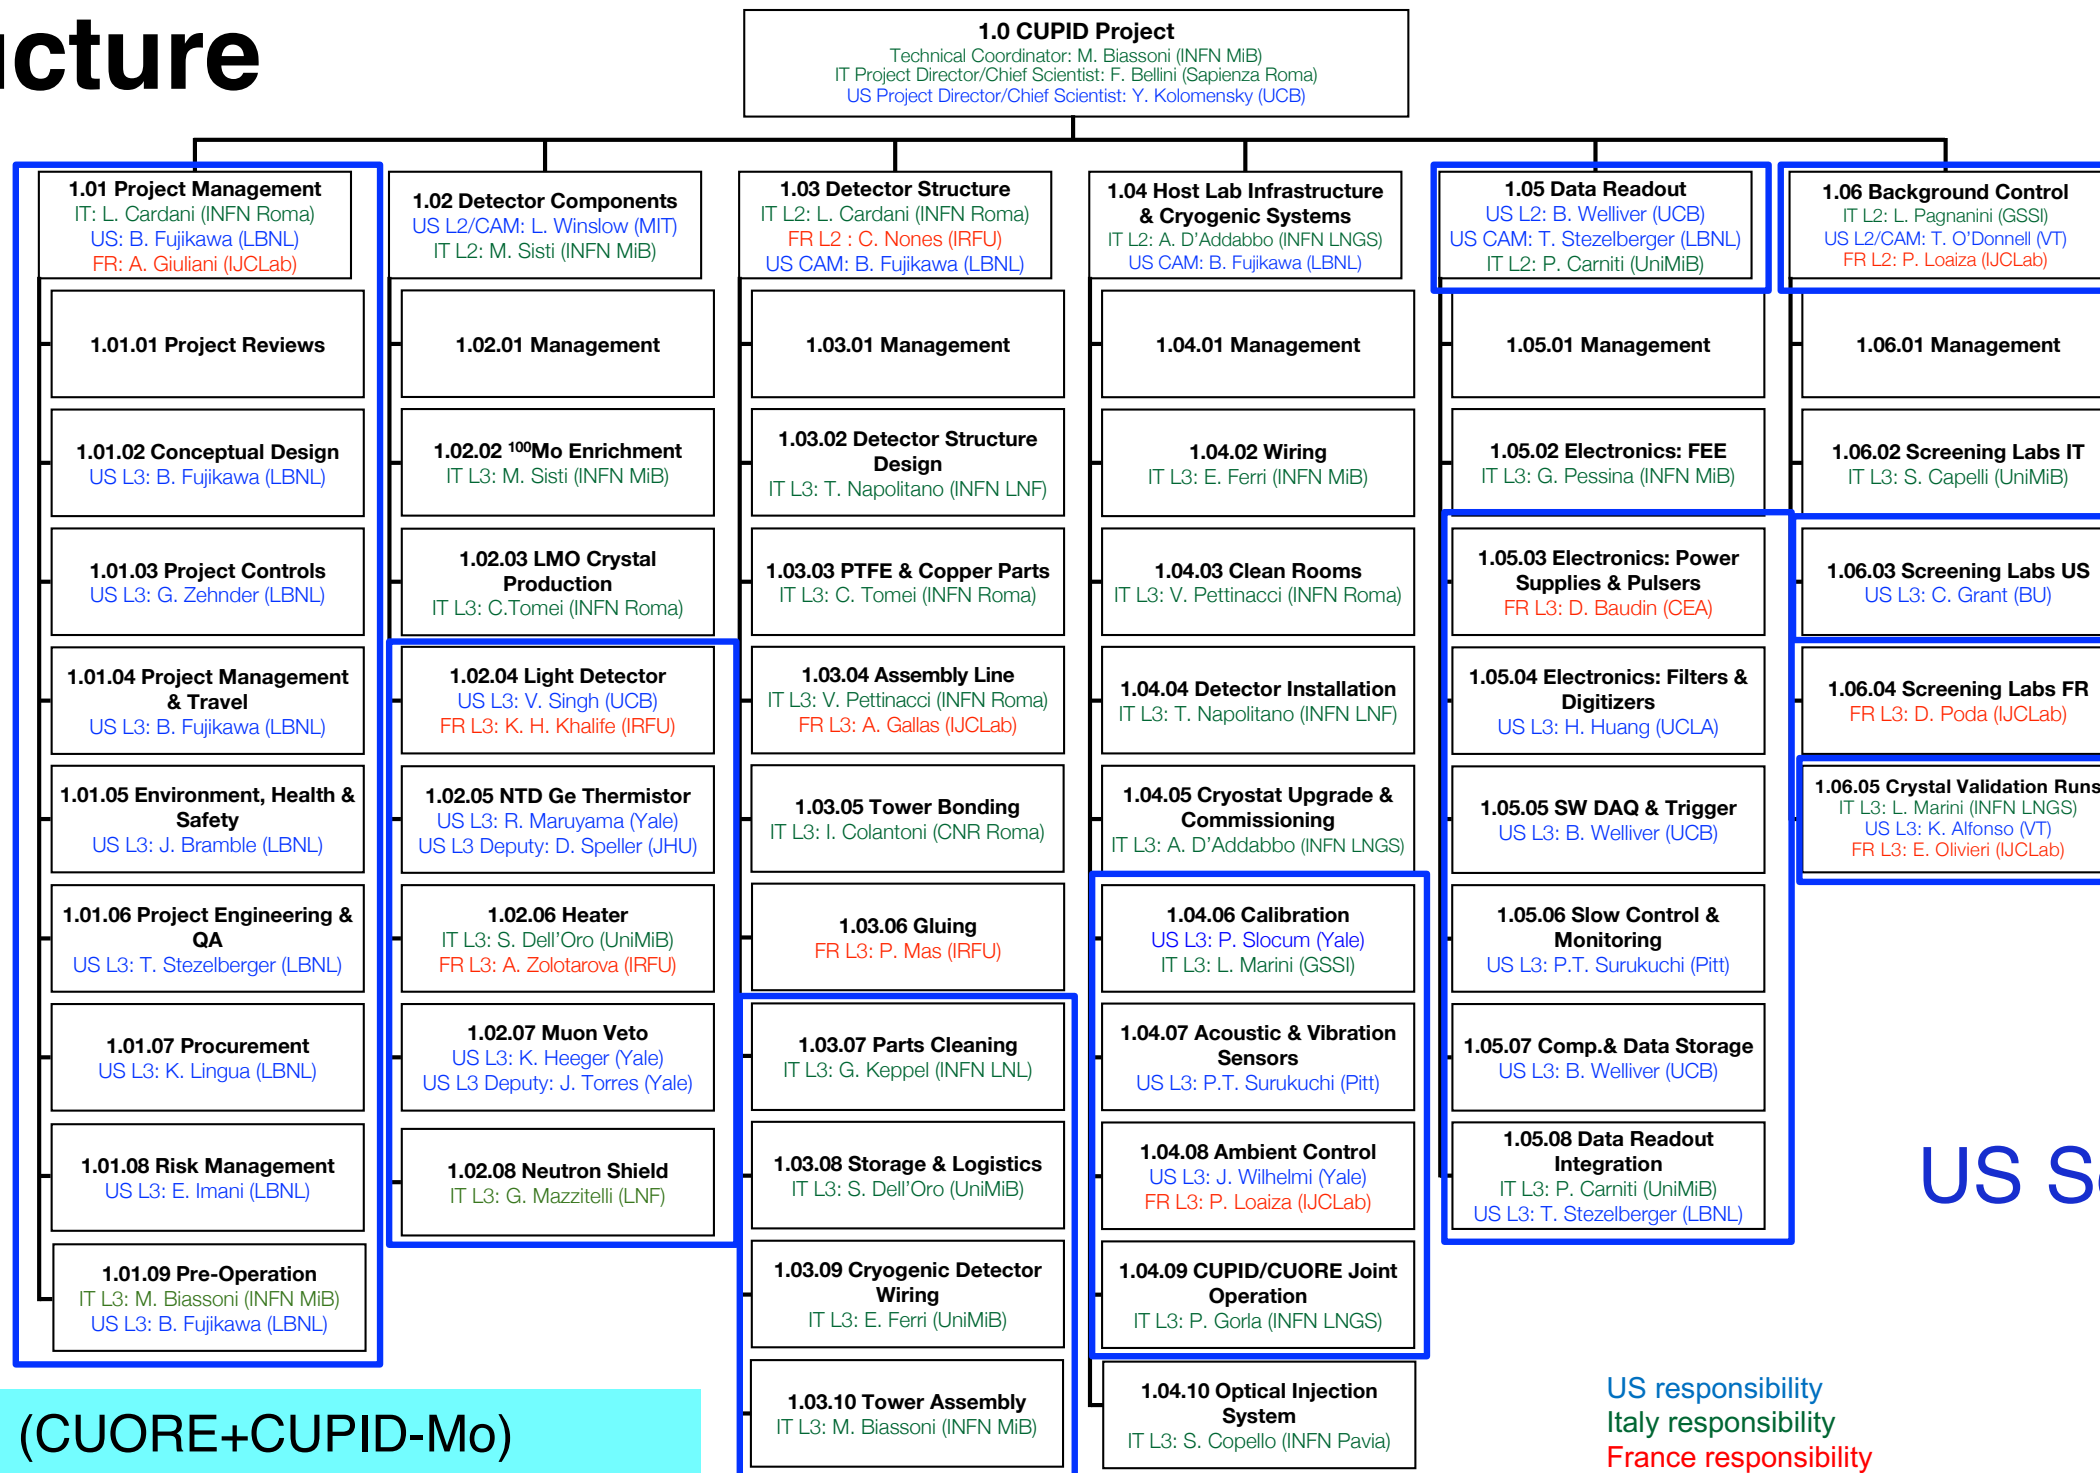 ucture
1.0 CUPID Project
Technical Coordinator: M. Biassoni (INFN MiB)
IT Project Director/Chief Scientist: F. Bellini (Sapienza Roma)
US Project Director/Chief Scientist: Y. Kolomensky (UCB)
1.01 Project Management
IT: L. Cardani (INFN Roma)
US: B. Fujikawa (LBNL)
FR: A. Giuliani (IJCLab)
1.01.01 Project Reviews
1.01.02 Conceptual Design
US L3: B. Fujikawa (LBNL)
1.01.03 Project Controls
US L3: G. Zehnder (LBNL)
1.01.04 Project Management
& Travel
US L3: B. Fujikawa (LBNL)
1.01.05 Environment, Health &
Safety
US L3: J. Bramble (LBNL)
1.01.06 Project Engineering &
QA
US L3: T. Stezelberger (LBNL)
1.01.07 Procurement
US L3: K. Lingua (LBNL)
1.01.08 Risk Management
US L3: E. Imani (LBNL)
1.01.09 Pre-Operation
IT L3: M. Biassoni (INFN MiB)
US L3: B. Fujikawa (LBNL)
1.02 Detector Components
US L2/CAM: L. Winslow (MIT)
IT L2: M. Sisti (INFN MiB)
1.02.01 Management
1.02.02 ¹⁰⁰Mo Enrichment
IT L3: M. Sisti (INFN MiB)
1.02.03 LMO Crystal
Production
IT L3: C.Tomei (INFN Roma)
1.02.04 Light Detector
US L3: V. Singh (UCB)
FR L3: K. H. Khalife (IRFU)
1.02.05 NTD Ge Thermistor
US L3: R. Maruyama (Yale)
US L3 Deputy: D. Speller (JHU)
1.02.06 Heater
IT L3: S. Dell'Oro (UniMiB)
FR L3: A. Zolotarova (IRFU)
1.02.07 Muon Veto
US L3: K. Heeger (Yale)
US L3 Deputy: J. Torres (Yale)
1.02.08 Neutron Shield
IT L3: G. Mazzitelli (LNF)
1.03 Detector Structure
IT L2: L. Cardani (INFN Roma)
FR L2 : C. Nones (IRFU)
US CAM: B. Fujikawa (LBNL)
1.03.01 Management
1.03.02 Detector Structure
Design
IT L3: T. Napolitano (INFN LNF)
1.03.03 PTFE & Copper Parts
IT L3: C. Tomei (INFN Roma)
1.03.04 Assembly Line
IT L3: V. Pettinacci (INFN Roma)
FR L3: A. Gallas (IJCLab)
1.03.05 Tower Bonding
IT L3: I. Colantoni (CNR Roma)
1.03.06 Gluing
FR L3: P. Mas (IRFU)
1.03.07 Parts Cleaning
IT L3: G. Keppel (INFN LNL)
1.03.08 Storage & Logistics
IT L3: S. Dell'Oro (UniMiB)
1.03.09 Cryogenic Detector
Wiring
IT L3: E. Ferri (UniMiB)
1.03.10 Tower Assembly
IT L3: M. Biassoni (INFN MiB)
1.04 Host Lab Infrastructure
& Cryogenic Systems
IT L2: A. D'Addabbo (INFN LNGS)
US CAM: B. Fujikawa (LBNL)
1.04.01 Management
1.04.02 Wiring
IT L3: E. Ferri (INFN MiB)
1.04.03 Clean Rooms
IT L3: V. Pettinacci (INFN Roma)
1.04.04 Detector Installation
IT L3: T. Napolitano (INFN LNF)
1.04.05 Cryostat Upgrade &
Commissioning
IT L3: A. D'Addabbo (INFN LNGS)
1.04.06 Calibration
US L3: P. Slocum (Yale)
IT L3: L. Marini (GSSI)
1.04.07 Acoustic & Vibration
Sensors
US L3: P.T. Surukuchi (Pitt)
1.04.08 Ambient Control
US L3: J. Wilhelmi (Yale)
FR L3: P. Loaiza (IJCLab)
1.04.09 CUPID/CUORE Joint
Operation
IT L3: P. Gorla (INFN LNGS)
1.04.10 Optical Injection
System
IT L3: S. Copello (INFN Pavia)
1.05 Data Readout
US L2: B. Welliver (UCB)
US CAM: T. Stezelberger (LBNL)
IT L2: P. Carniti (UniMiB)
1.05.01 Management
1.05.02 Electronics: FEE
IT L3: G. Pessina (INFN MiB)
1.05.03 Electronics: Power
Supplies & Pulsers
FR L3: D. Baudin (CEA)
1.05.04 Electronics: Filters &
Digitizers
US L3: H. Huang (UCLA)
1.05.05 SW DAQ & Trigger
US L3: B. Welliver (UCB)
1.05.06 Slow Control &
Monitoring
US L3: P.T. Surukuchi (Pitt)
1.05.07 Comp.& Data Storage
US L3: B. Welliver (UCB)
1.05.08 Data Readout
Integration
IT L3: P. Carniti (UniMiB)
US L3: T. Stezelberger (LBNL)
1.06 Background Control
IT L2: L. Pagnanini (GSSI)
US L2/CAM: T. O'Donnell (VT)
FR L2: P. Loaiza (IJCLab)
1.06.01 Management
1.06.02 Screening Labs IT
IT L3: S. Capelli (UniMiB)
1.06.03 Screening Labs US
US L3: C. Grant (BU)
1.06.04 Screening Labs FR
FR L3: D. Poda (IJCLab)
1.06.05 Crystal Validation Runs
IT L3: L. Marini (INFN LNGS)
US L3: K. Alfonso (VT)
FR L3: E. Olivieri (IJCLab)
US S
(CUORE+CUPID-Mo)
US responsibility
Italy responsibility
France responsibility